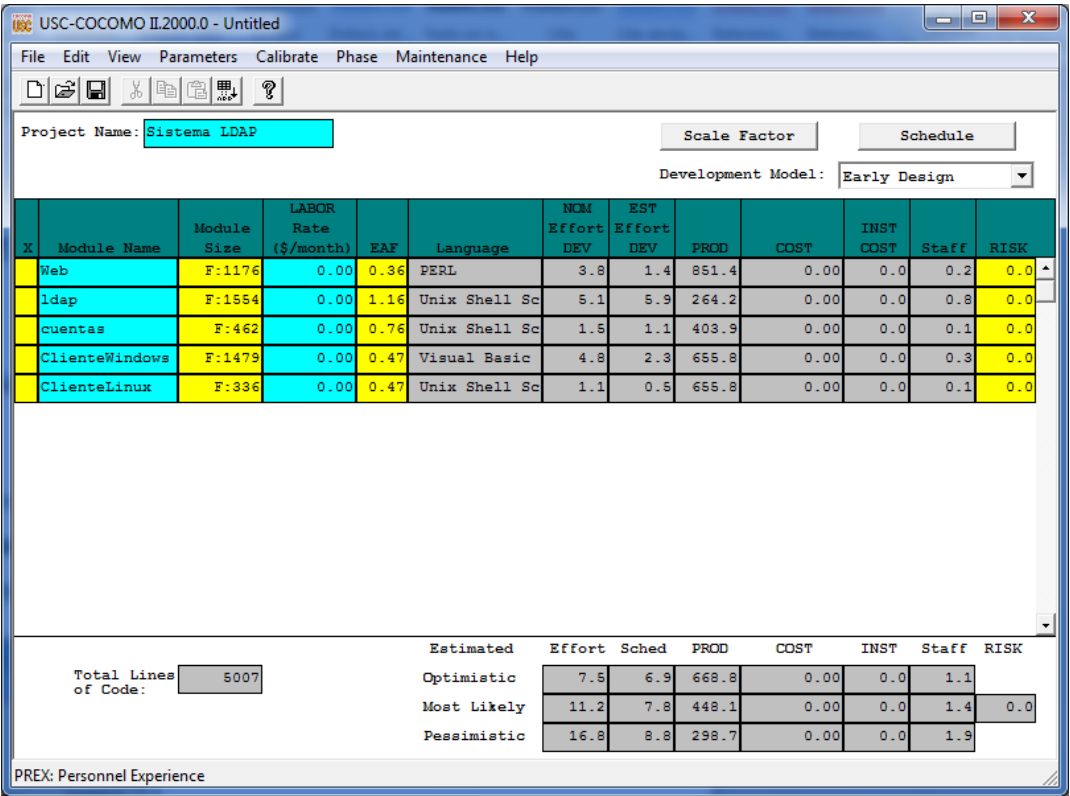 USC-COCOMO II.2000.0 - Untitled
File Edit View Parameters Calibrate Phase Maintenance Help
Project Name: Sistema LDAP
Scale Factor Schedule
Development Model: Early Design
X Module Name Module Size LABOR Rate ($/month) EAF Language NOM Effort DEV EST Effort DEV PROD COST INST COST Staff RISK
Web F:1176 0.00 0.36 PERL 3.8 1.4 851.4 0.00 0.0 0.2 0.0
ldap F:1554 0.00 1.16 Unix Shell Sc 5.1 5.9 264.2 0.00 0.0 0.8 0.0
cuentas F:462 0.00 0.76 Unix Shell Sc 1.5 1.1 403.9 0.00 0.0 0.1 0.0
ClienteWindows F:1479 0.00 0.47 Visual Basic 4.8 2.3 655.8 0.00 0.0 0.3 0.0
ClienteLinux F:336 0.00 0.47 Unix Shell Sc 1.1 0.5 655.8 0.00 0.0 0.1 0.0
Estimated Effort Sched PROD COST INST Staff RISK
Total Lines of Code: 5007
Optimistic 7.5 6.9 668.8 0.00 0.0 1.1
Most Likely 11.2 7.8 448.1 0.00 0.0 1.4 0.0
Pessimistic 16.8 8.8 298.7 0.00 0.0 1.9
PREX: Personnel Experience